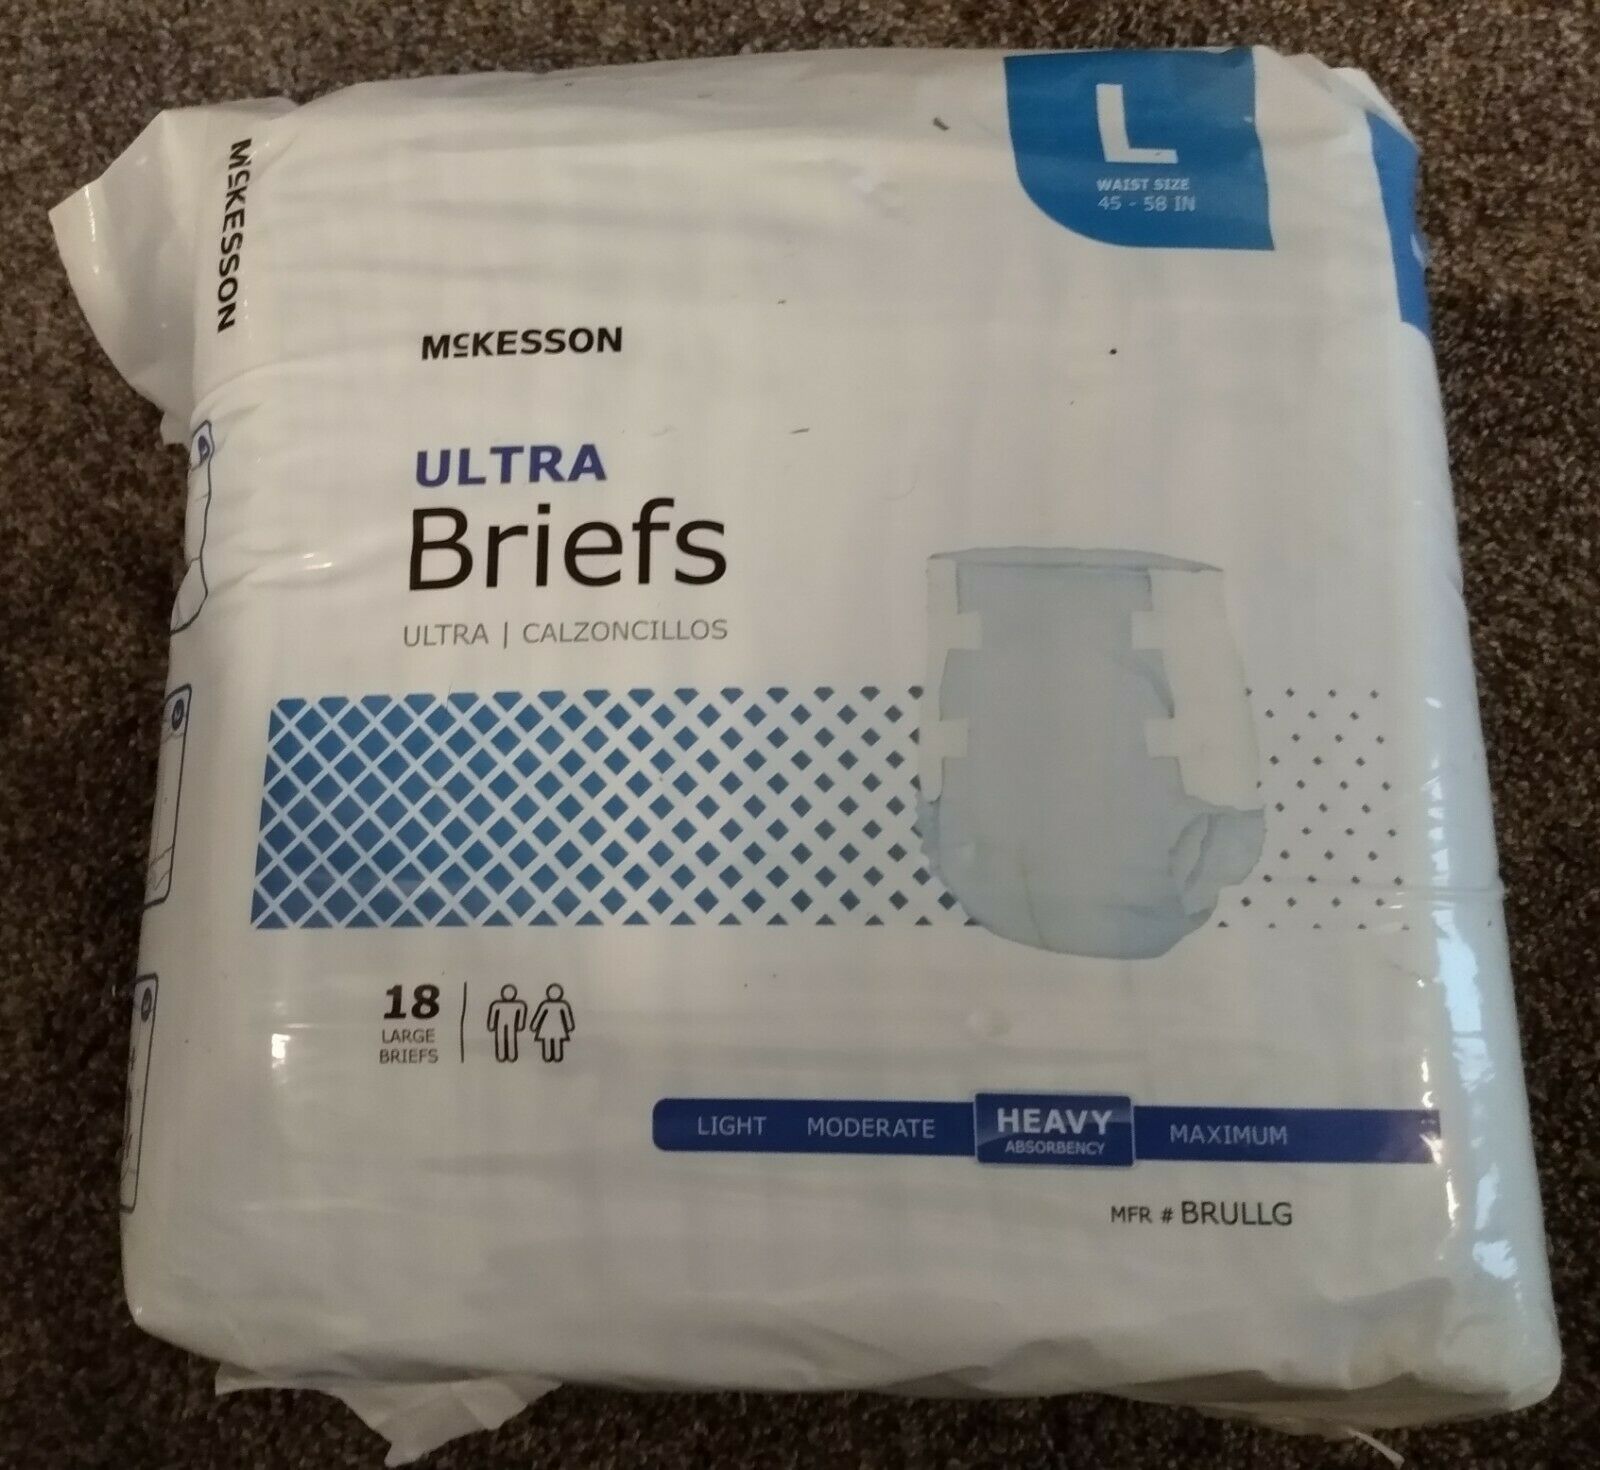 L
WAIST SIZE
45 - 58 IN
McKESSON
McKESSON
ULTRA
Briefs
ULTRA | CALZONCILLOS
18
LARGE
BRIEFS
LIGHT MODERATE HEAVY MAXIMUM
ABSORBENCY
MFR # BRULLG